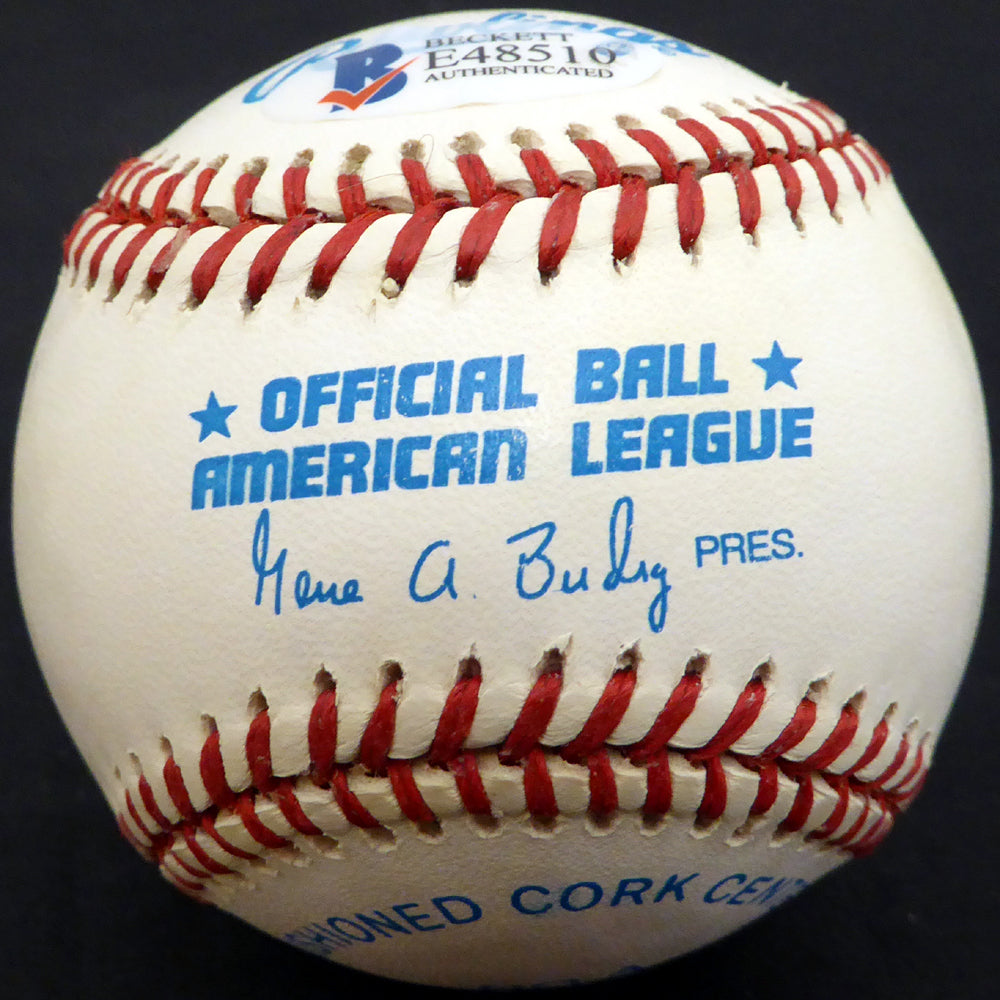 BECKETT
E48510
AUTHENTICATED
★ OFFICIAL BALL ★
AMERICAN LEAGUE
Gene A. Budig PRES.
CORK